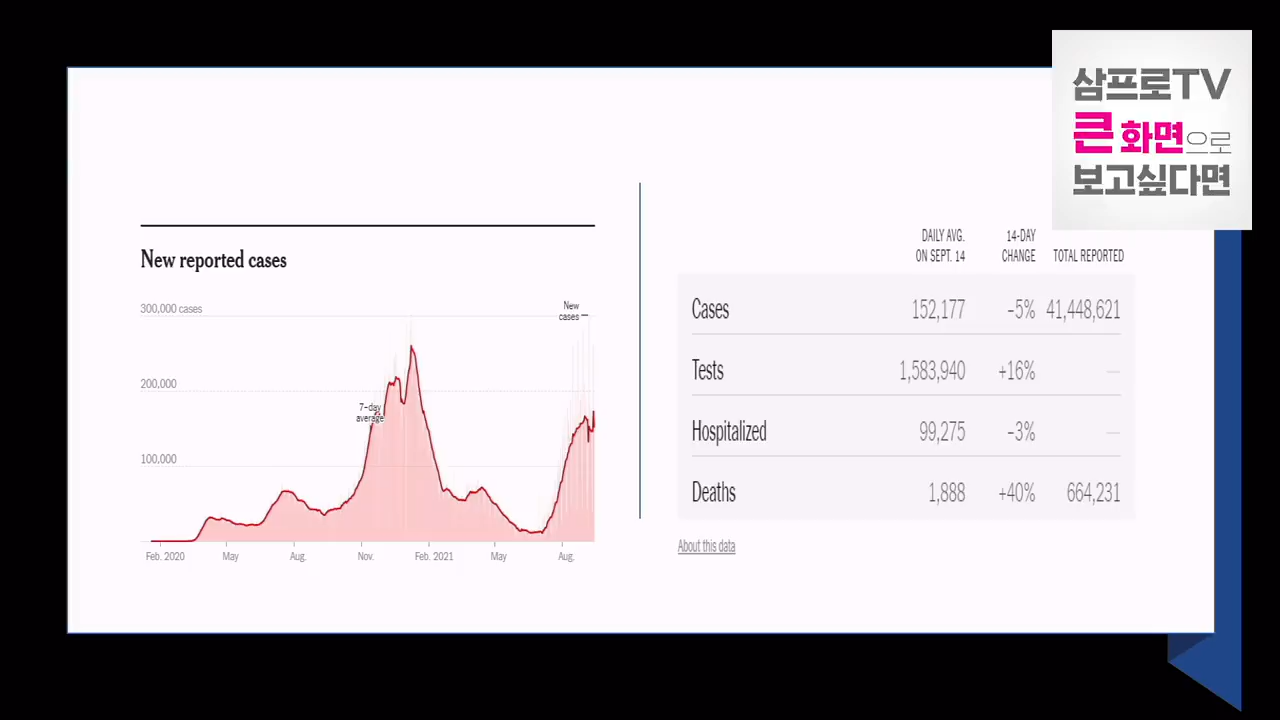 삼프로TV
큰 화면으로
보고싶다면
New reported cases
300,000 cases
200,000
100,000
New
cases
7-day
average
Feb. 2020 May Aug. Nov. Feb. 2021 May Aug.
DAILY AVG.
ON SEPT. 14
14-DAY
CHANGE
TOTAL REPORTED
Cases 152,177 -5% 41,448,621
Tests 1,583,940 +16% —
Hospitalized 99,275 -3% —
Deaths 1,888 +40% 664,231
About this data